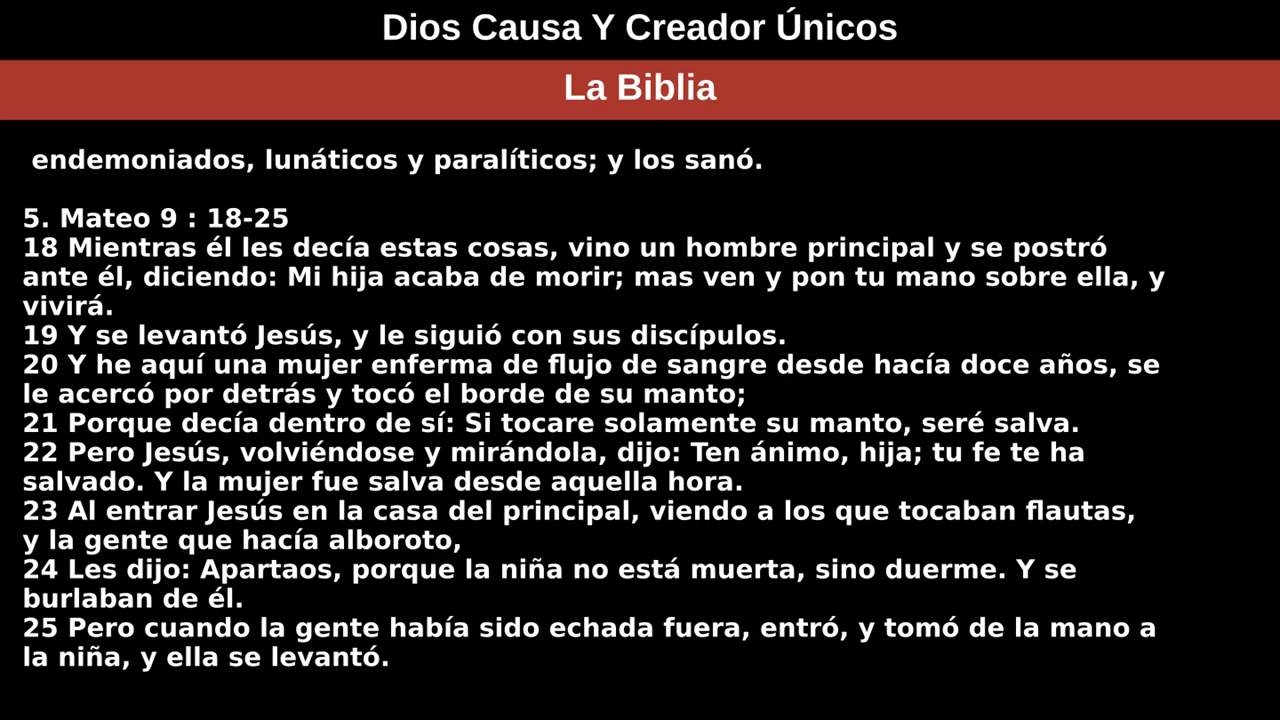 Dios Causa Y Creador Únicos
La Biblia
endemoniados, lunáticos y paralíticos; y los sanó.
5. Mateo 9 : 18-25
18 Mientras él les decía estas cosas, vino un hombre principal y se postró
ante él, diciendo: Mi hija acaba de morir; mas ven y pon tu mano sobre ella, y
vivirá.
19 Y se levantó Jesús, y le siguió con sus discípulos.
20 Y he aquí una mujer enferma de flujo de sangre desde hacía doce años, se
le acercó por detrás y tocó el borde de su manto;
21 Porque decía dentro de sí: Si tocare solamente su manto, seré salva.
22 Pero Jesús, volviéndose y mirándola, dijo: Ten ánimo, hija; tu fe te ha
salvado. Y la mujer fue salva desde aquella hora.
23 Al entrar Jesús en la casa del principal, viendo a los que tocaban flautas,
y la gente que hacía alboroto,
24 Les dijo: Apartaos, porque la niña no está muerta, sino duerme. Y se
burlaban de él.
25 Pero cuando la gente había sido echada fuera, entró, y tomó de la mano a
la niña, y ella se levantó.